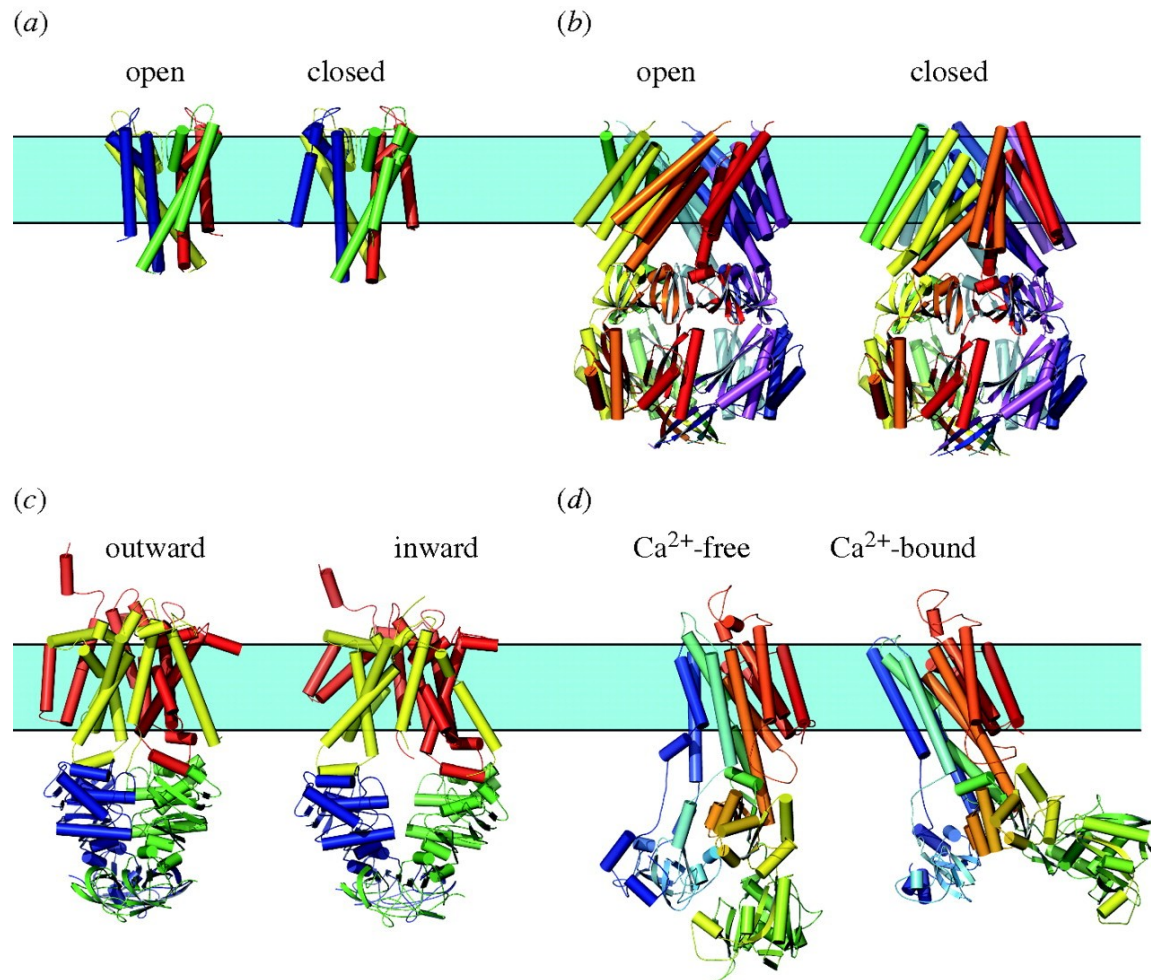 (a)
(b)
open
closed
open
closed
(c)
(d)
outward
inward
Ca²⁺-free
Ca²⁺-bound